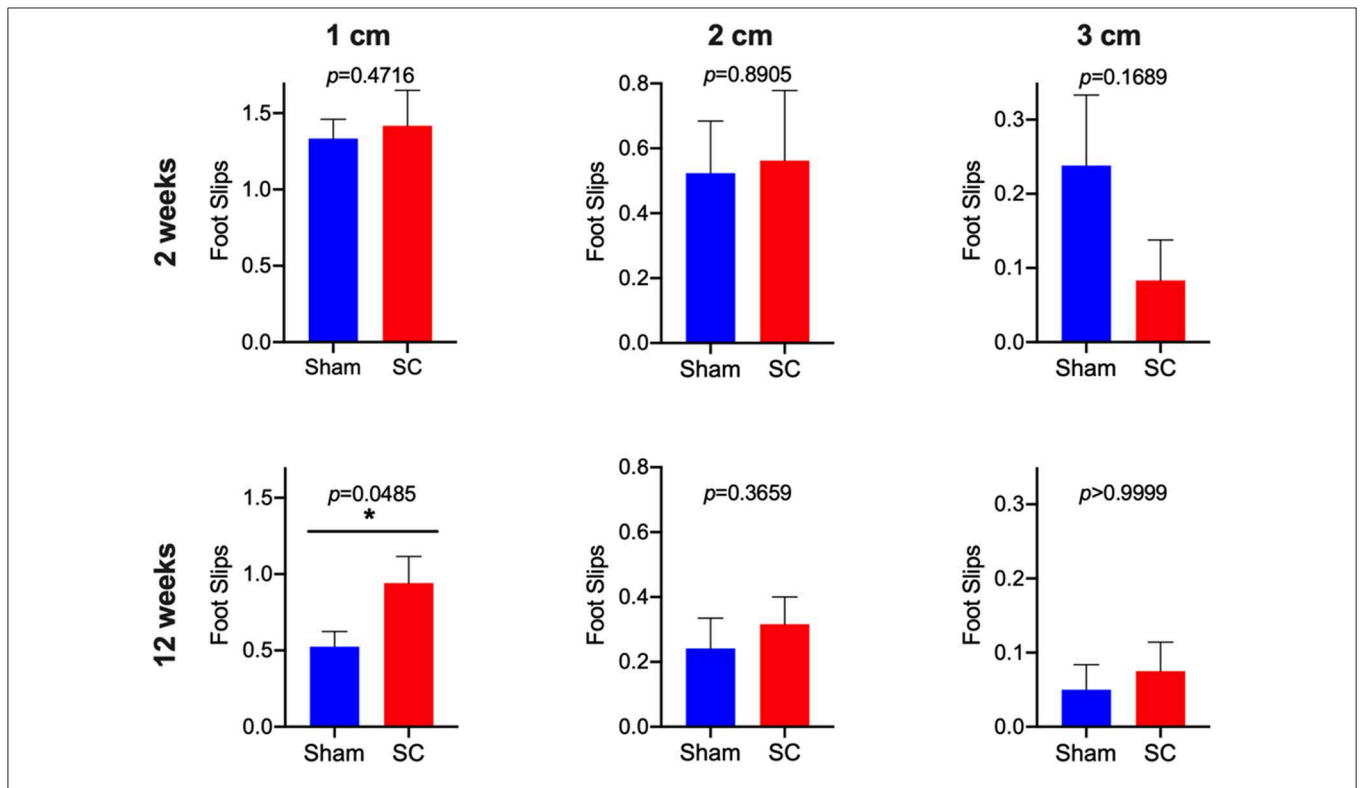 1 cm
2 cm
3 cm
2 weeks
p=0.4716
Foot Slips
1.5
1.0
0.5
0.0
Sham SC
p=0.8905
Foot Slips
0.8
0.6
0.4
0.2
0.0
Sham SC
p=0.1689
Foot Slips
0.3
0.2
0.1
0.0
Sham SC
12 weeks
p=0.0485
*
Foot Slips
1.5
1.0
0.5
0.0
Sham SC
p=0.3659
Foot Slips
0.8
0.6
0.4
0.2
0.0
Sham SC
p>0.9999
Foot Slips
0.3
0.2
0.1
0.0
Sham SC